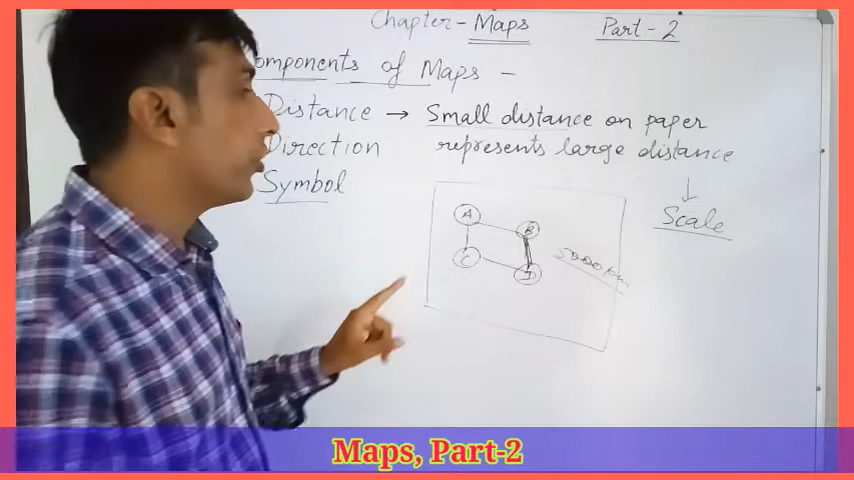 Chapter - Maps Part - 2
Components of Maps -
Distance → Small distance on paper
Direction represents large distance
Symbol
Scale
A B
C D
Maps, Part-2